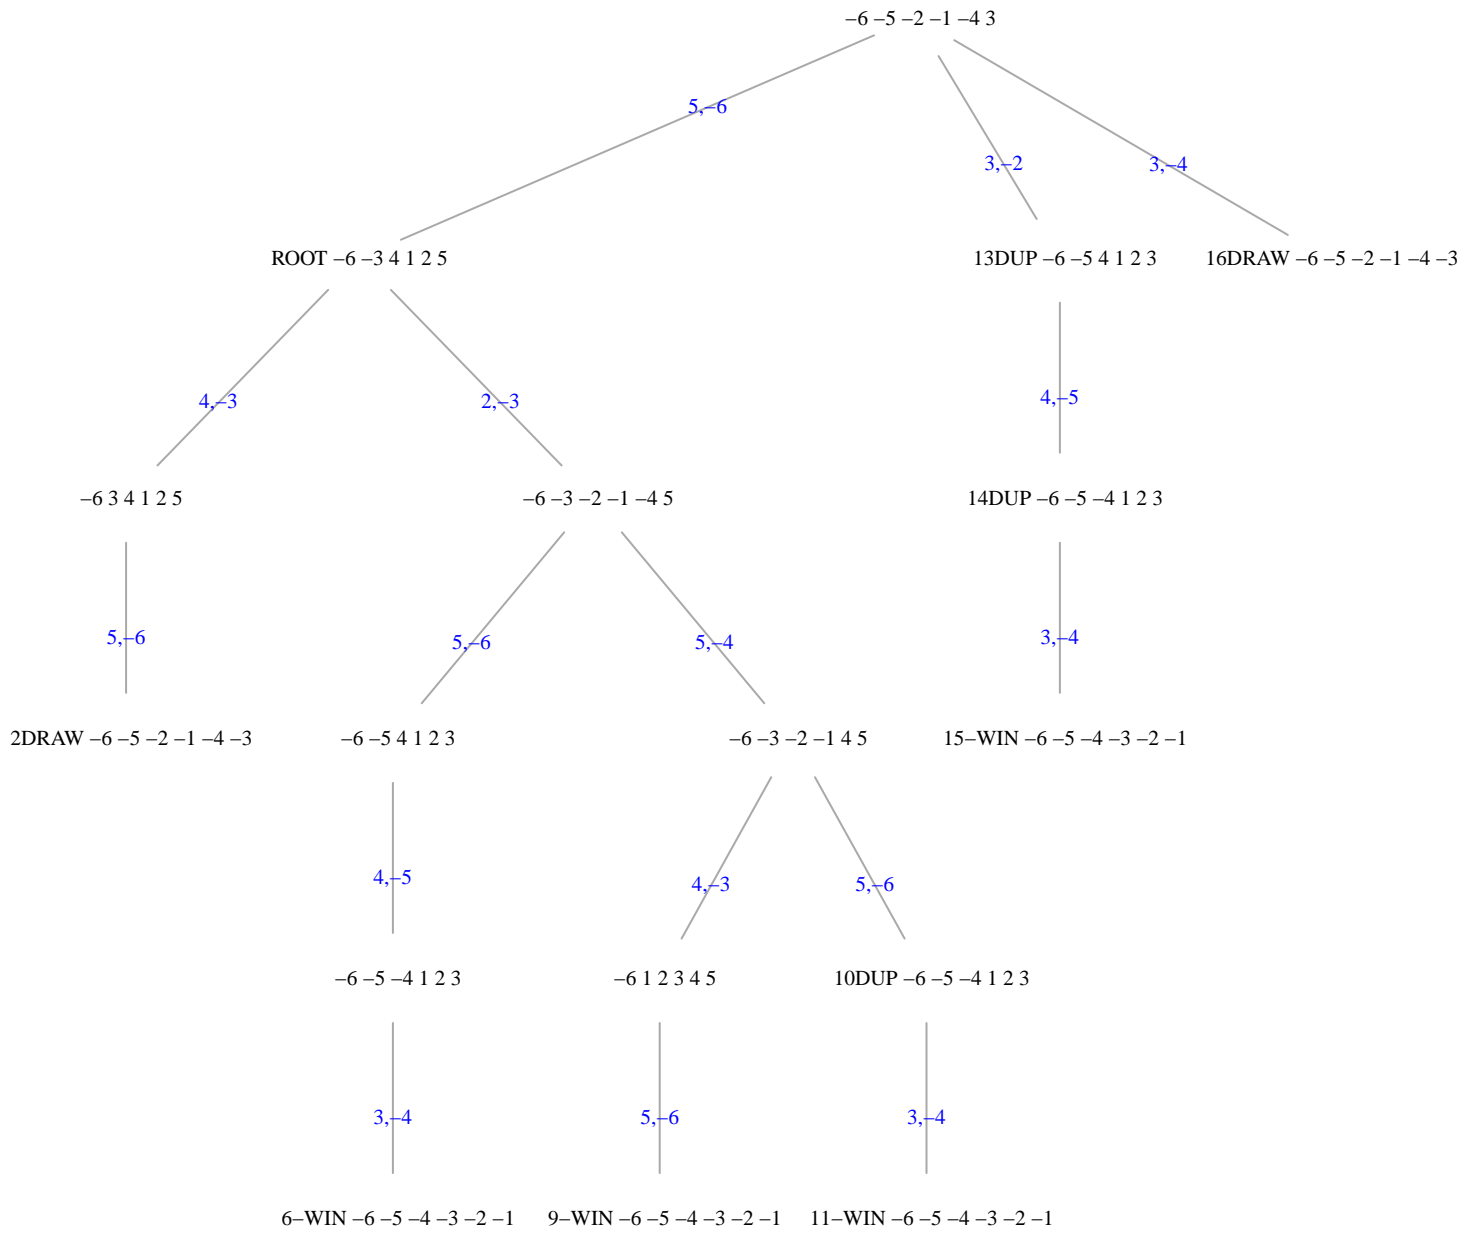 –6 –5 –2 –1 –4 3
5,–6
3,–2
3,–4
ROOT –6 –3 4 1 2 5
13DUP –6 –5 4 1 2 3
16DRAW –6 –5 –2 –1 –4 –3
4,–3
2,–3
4,–5
–6 3 4 1 2 5
–6 –3 –2 –1 –4 5
14DUP –6 –5 –4 1 2 3
5,–6
5,–6
5,–4
3,–4
2DRAW –6 –5 –2 –1 –4 –3
–6 –5 4 1 2 3
–6 –3 –2 –1 4 5
15–WIN –6 –5 –4 –3 –2 –1
4,–5
4,–3
5,–6
–6 –5 –4 1 2 3
–6 1 2 3 4 5
10DUP –6 –5 –4 1 2 3
3,–4
5,–6
3,–4
6–WIN –6 –5 –4 –3 –2 –1
9–WIN –6 –5 –4 –3 –2 –1
11–WIN –6 –5 –4 –3 –2 –1